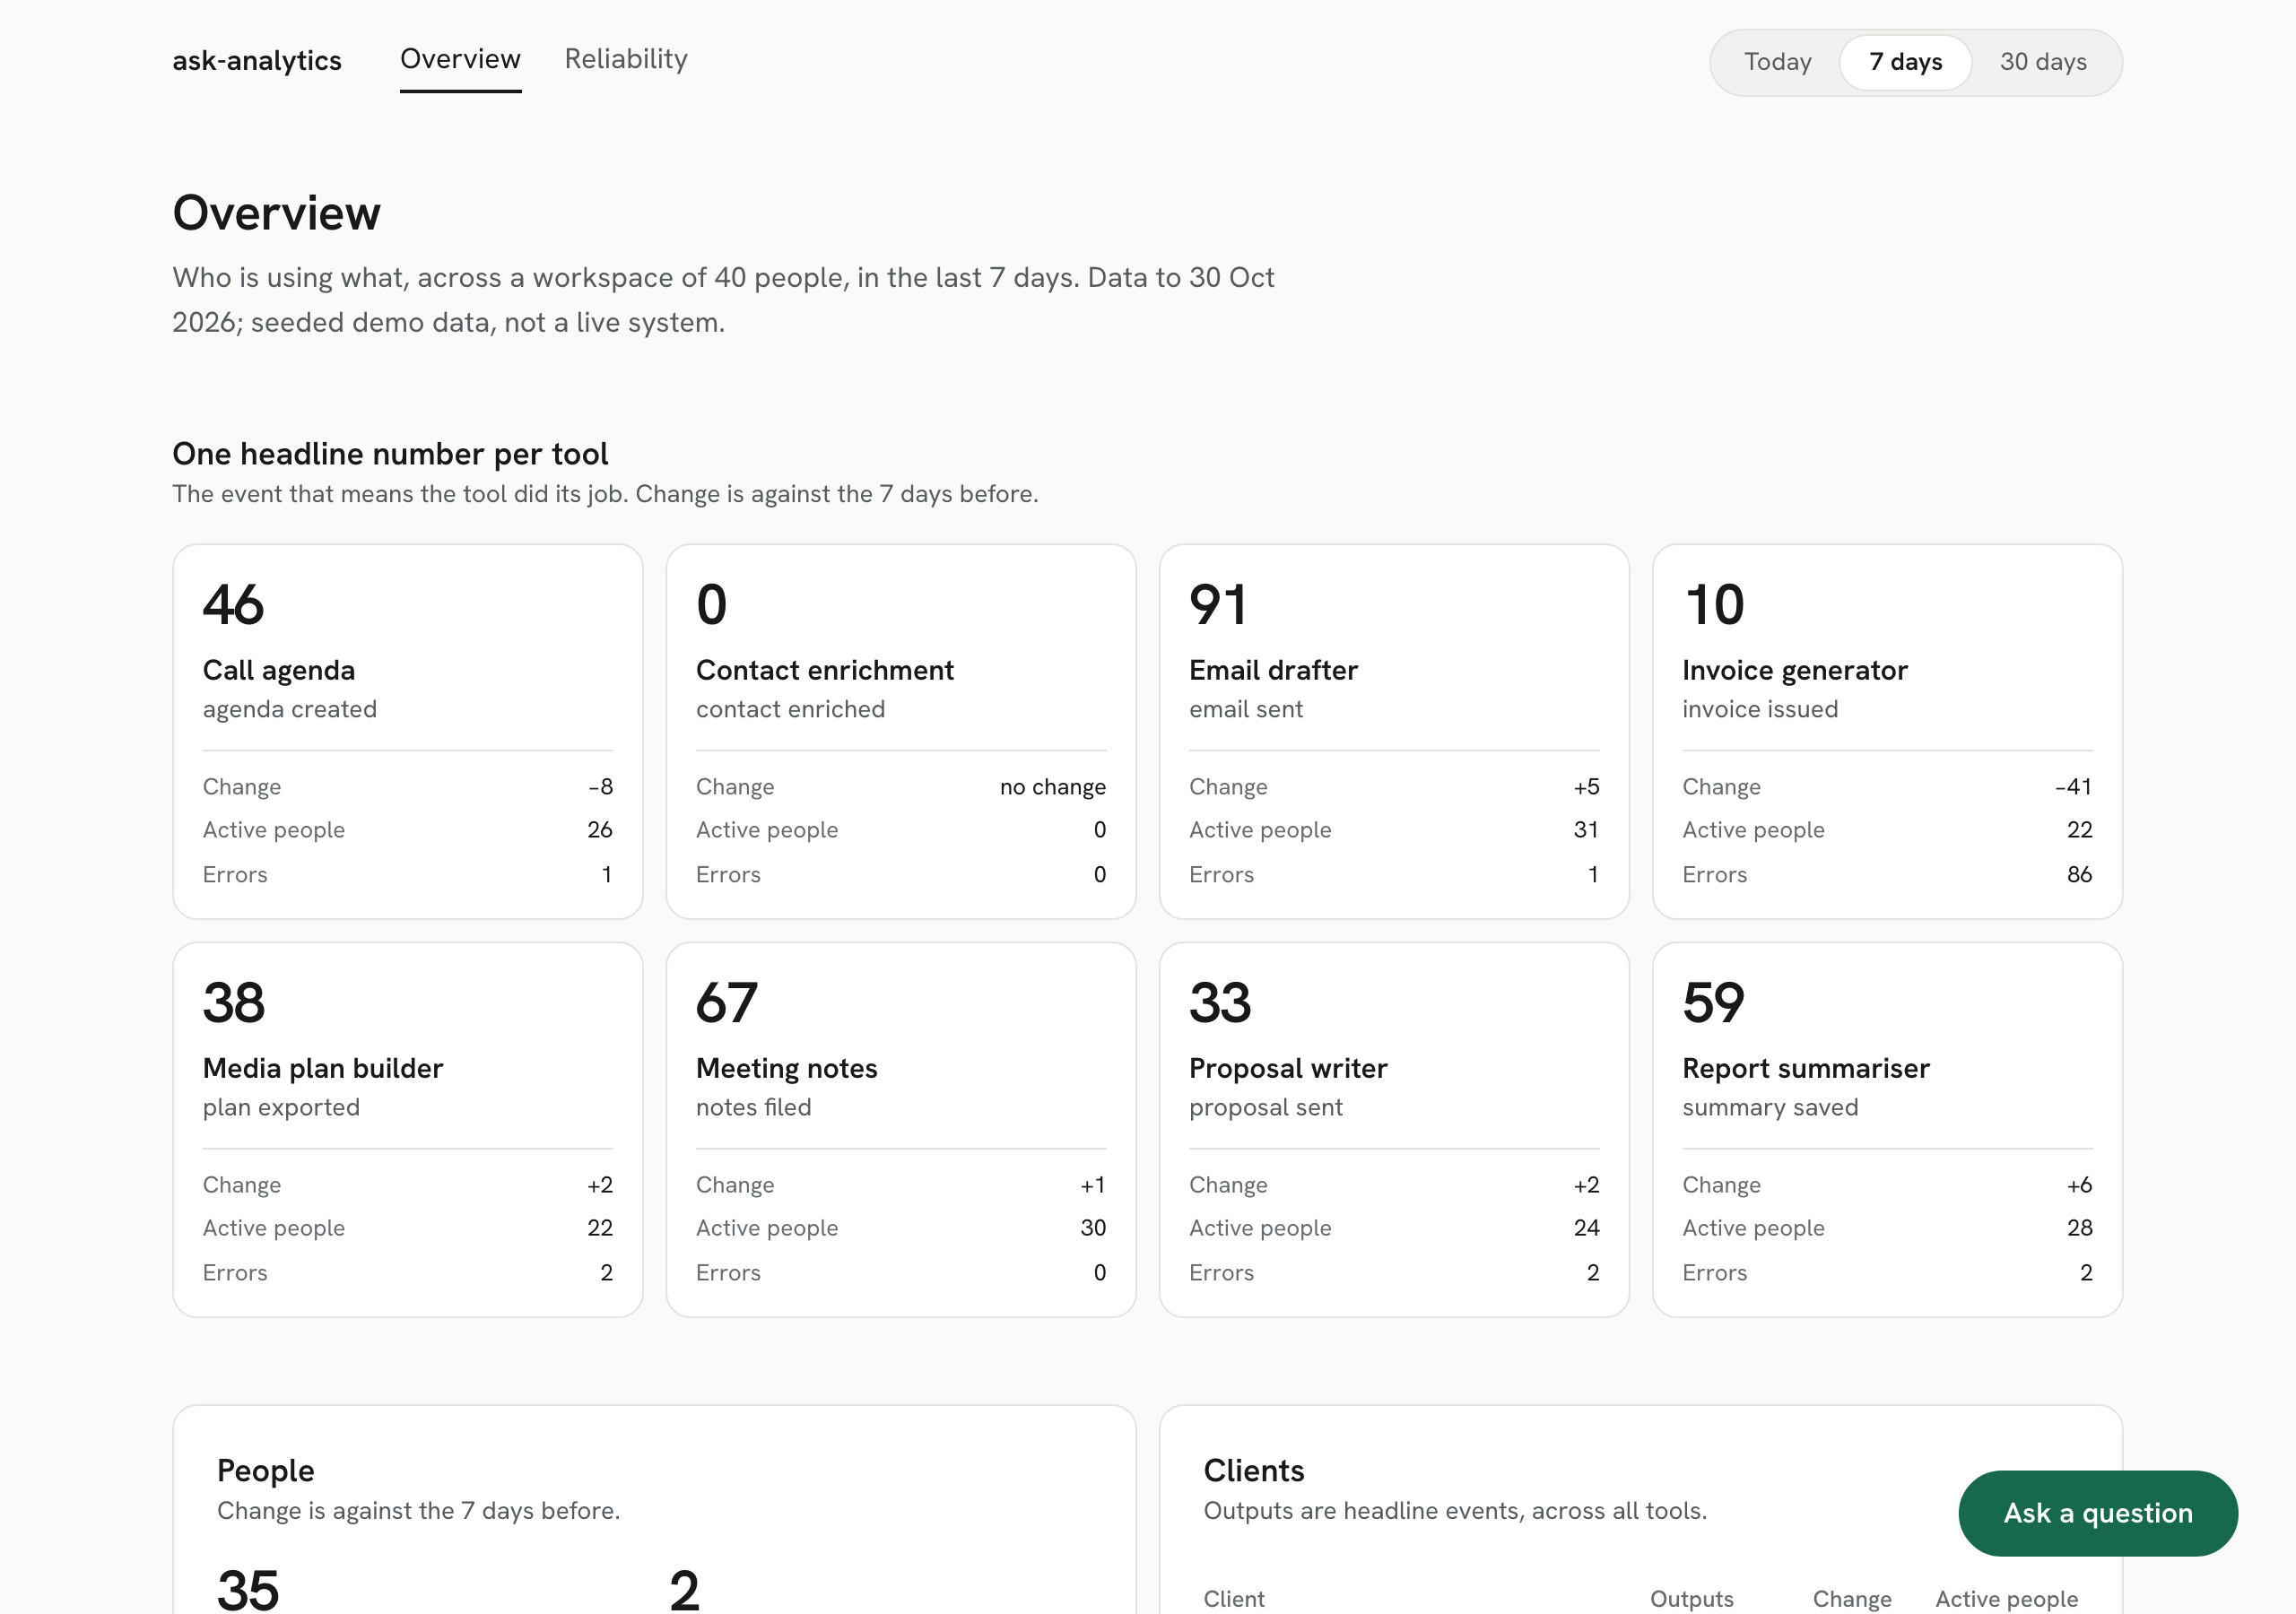 ask-analytics Overview Reliability Today 7 days 30 days
Overview
Who is using what, across a workspace of 40 people, in the last 7 days. Data to 30 Oct
2026; seeded demo data, not a live system.
One headline number per tool
The event that means the tool did its job. Change is against the 7 days before.
46
Call agenda
agenda created
Change −8
Active people 26
Errors 1
0
Contact enrichment
contact enriched
Change no change
Active people 0
Errors 0
91
Email drafter
email sent
Change +5
Active people 31
Errors 1
10
Invoice generator
invoice issued
Change −41
Active people 22
Errors 86
38
Media plan builder
plan exported
Change +2
Active people 22
Errors 2
67
Meeting notes
notes filed
Change +1
Active people 30
Errors 0
33
Proposal writer
proposal sent
Change +2
Active people 24
Errors 2
59
Report summariser
summary saved
Change +6
Active people 28
Errors 2
People
Change is against the 7 days before.
35 2
Clients
Outputs are headline events, across all tools.
Client Outputs Change Active people
Ask a question